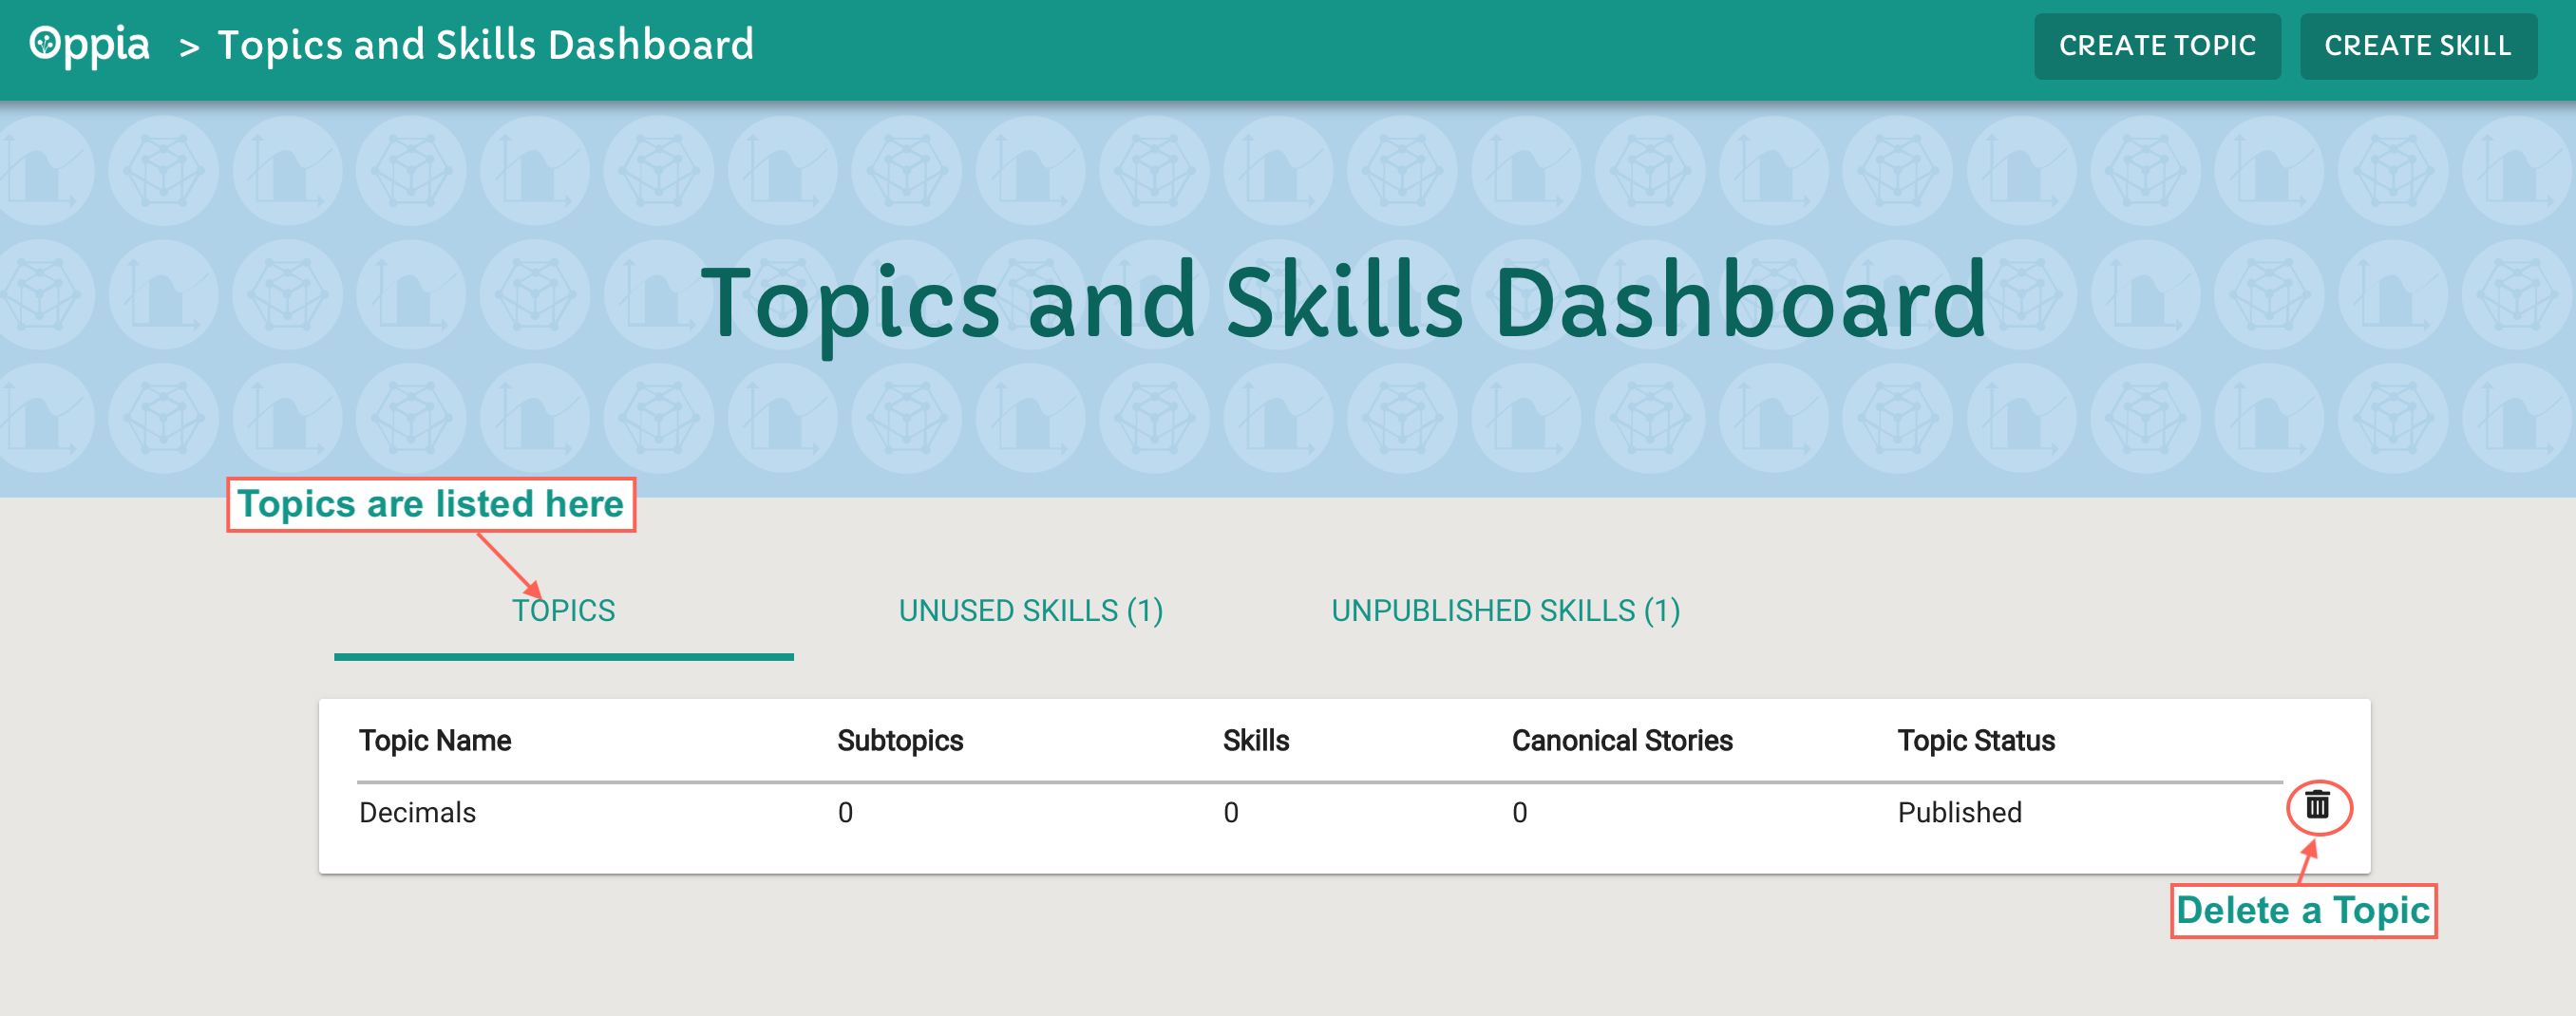 Oppia > Topics and Skills Dashboard
CREATE TOPIC
CREATE SKILL
Topics and Skills Dashboard
Topics are listed here
TOPICS
UNUSED SKILLS (1)
UNPUBLISHED SKILLS (1)
Topic Name Subtopics Skills Canonical Stories Topic Status
Decimals 0 0 0 Published
Delete a Topic